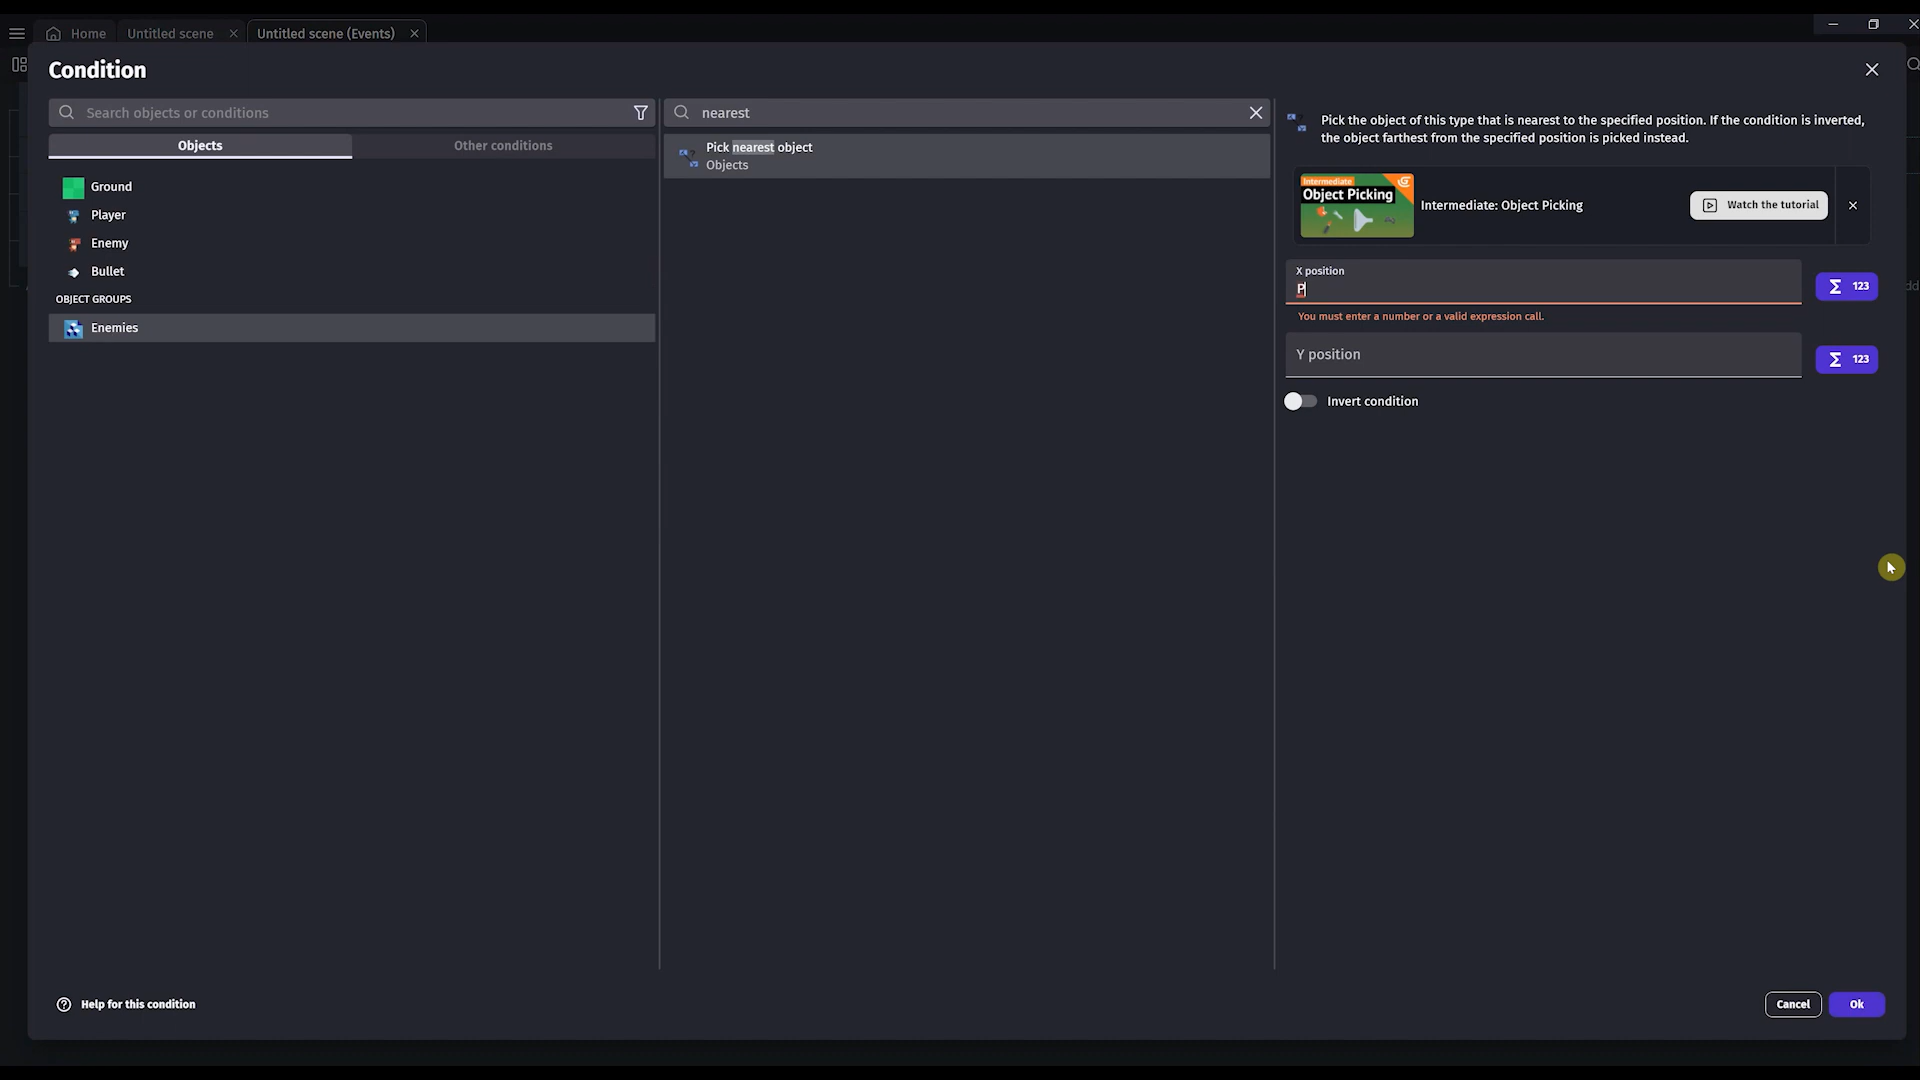 Home
Untitled scene
Untitled scene (Events)
Condition
Search objects or conditions
Objects
Other conditions
Ground
Player
Enemy
Bullet
OBJECT GROUPS
Enemies
nearest
Pick nearest object
Objects
Pick the object of this type that is nearest to the specified position. If the condition is inverted,
the object farthest from the specified position is picked instead.
Intermediate
Object Picking
Intermediate: Object Picking
Watch the tutorial
X position
P
123
You must enter a number or a valid expression call.
Y position
123
Invert condition
Help for this condition
Cancel
Ok